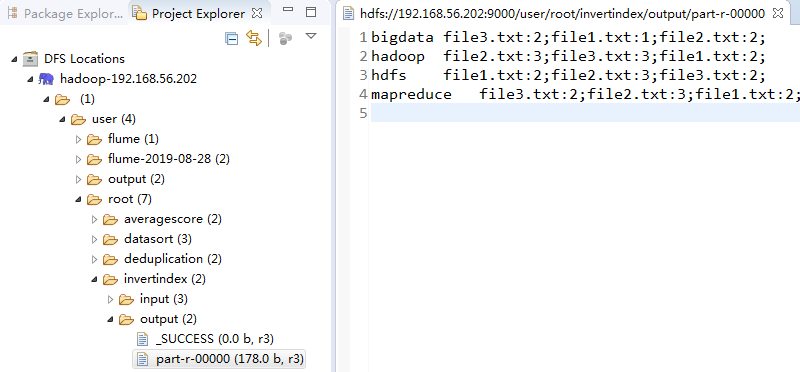 Package Explorer
Project Explorer
DFS Locations
hadoop-192.168.56.202
(1)
user (4)
flume (1)
flume-2019-08-28 (2)
output (2)
root (7)
averagescore (2)
datasort (3)
deduplication (2)
invertindex (2)
input (3)
output (2)
_SUCCESS (0.0 b, r3)
part-r-00000 (178.0 b, r3)
hdfs://192.168.56.202:9000/user/root/invertindex/output/part-r-00000
1 bigdata file3.txt:2;file1.txt:1;file2.txt:2;
2 hadoop file2.txt:3;file3.txt:3;file1.txt:2;
3 hdfs file1.txt:2;file2.txt:3;file3.txt:2;
4 mapreduce file3.txt:2;file2.txt:3;file1.txt:2;
5